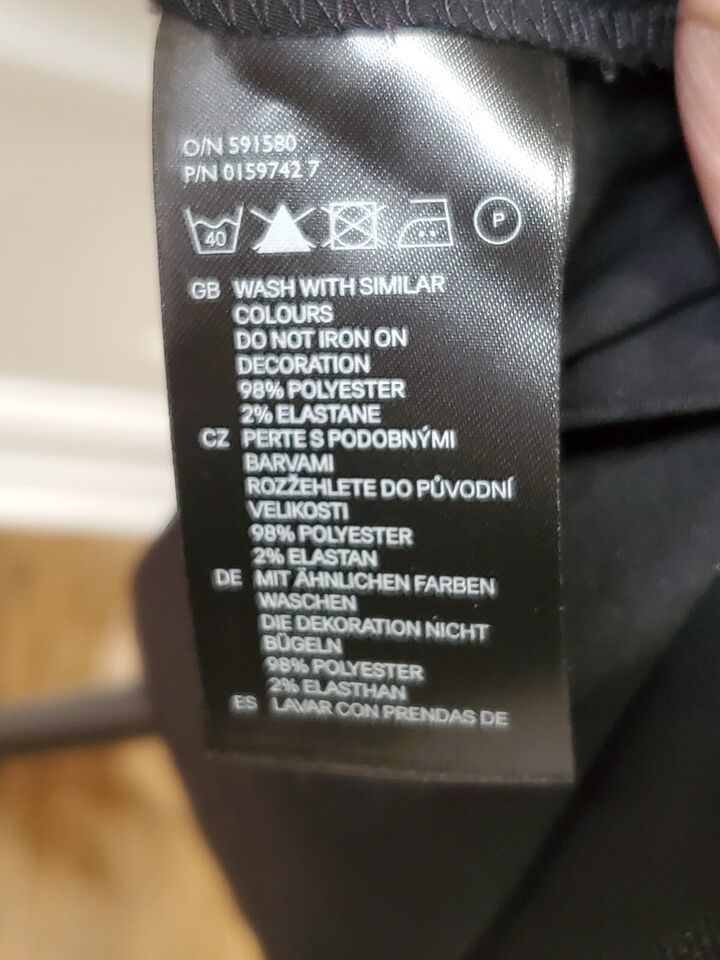 O/N 591580
P/N 0159742 7
40 P
GB WASH WITH SIMILAR
COLOURS
DO NOT IRON ON
DECORATION
98% POLYESTER
2% ELASTANE
CZ PERTE S PODOBNÝMI
BARVAMI
ROZŽEHLETE DO PŮVODNÍ
VELIKOSTI
98% POLYESTER
2% ELASTAN
DE MIT ÄHNLICHEN FARBEN
WASCHEN
DIE DEKORATION NICHT
BÜGELN
98% POLYESTER
2% ELASTHAN
ES LAVAR CON PRENDAS DE